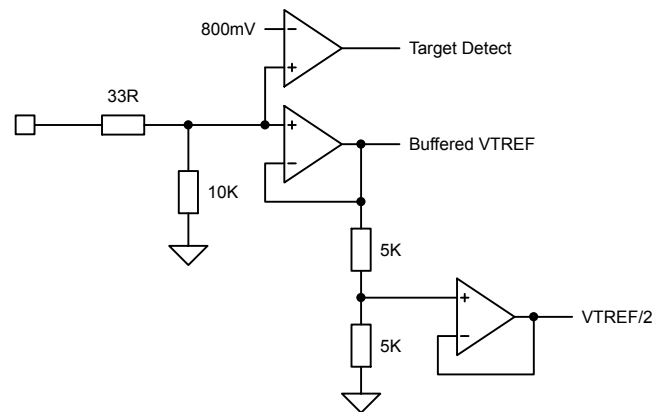 800mV
−
+
Target Detect
33R
+
−
Buffered VTREF
10K
5K
+
−
VTREF/2
5K